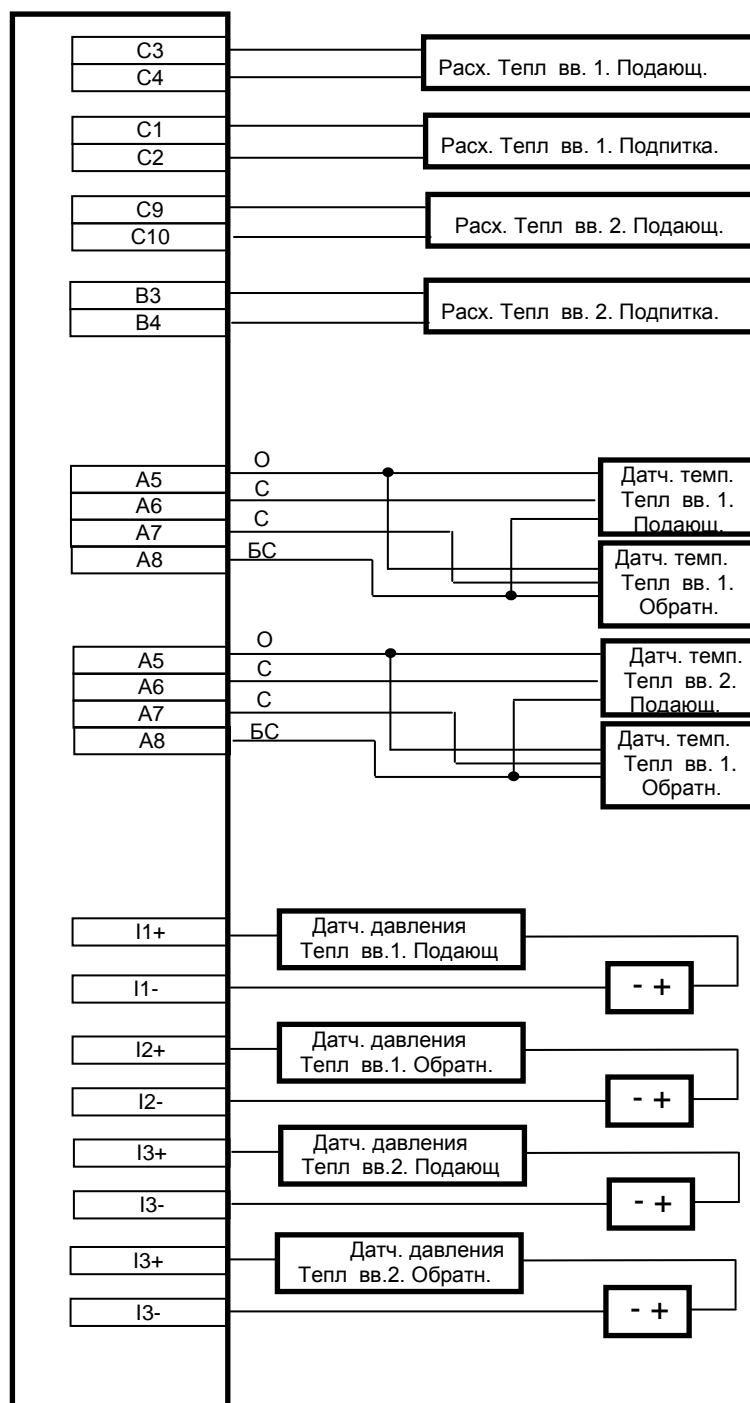 C3
C4
Расх. Тепл вв. 1. Подающ.
C1
C2
Расх. Тепл вв. 1. Подпитка.
C9
C10
Расх. Тепл вв. 2. Подающ.
B3
B4
Расх. Тепл вв. 2. Подпитка.
A5
A6
A7
A8
О
С
С
БС
Датч. темп.
Тепл вв. 1.
Подающ.
Датч. темп.
Тепл вв. 1.
Обратн.
A5
A6
A7
A8
О
С
С
БС
Датч. темп.
Тепл вв. 2.
Подающ.
Датч. темп.
Тепл вв. 1.
Обратн.
I1+
Датч. давления
Тепл вв.1. Подающ
I1-
- +
I2+
Датч. давления
Тепл вв.1. Обратн.
I2-
- +
I3+
Датч. давления
Тепл вв.2. Подающ
I3-
- +
I3+
Датч. давления
Тепл вв.2. Обратн.
I3-
- +